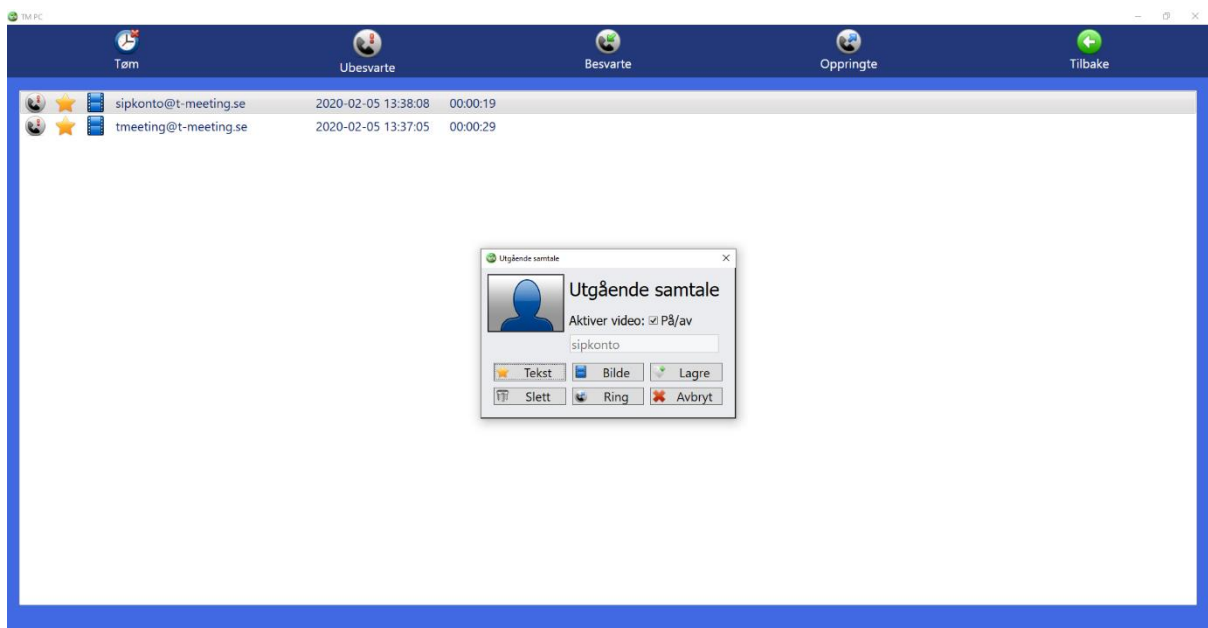 TM PC
Tøm
Ubesvarte
Besvarte
Oppringte
Tilbake
sipkonto@t-meeting.se 2020-02-05 13:38:08 00:00:19
tmeeting@t-meeting.se 2020-02-05 13:37:05 00:00:29
Utgående samtale
Utgående samtale
Aktiver video: På/av
sipkonto
Tekst Bilde Lagre
Slett Ring Avbryt